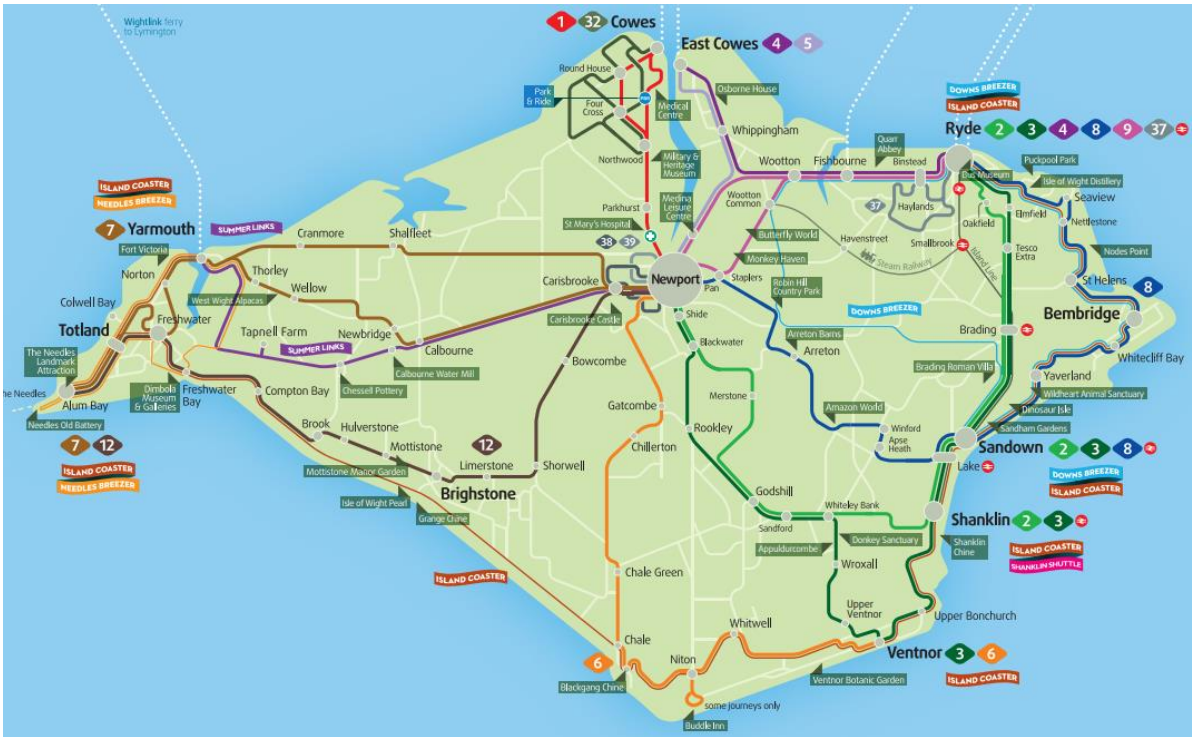 Wightlink ferry
to Lymington
1 32 Cowes
East Cowes 4 5
Round House
Park
& Ride
Four
Cross
Medical
Centre
Northwood
Military &
Heritage
Museum
Parkhurst
St Mary's Hospital
Medina
Leisure
Centre
38 39
Newport
Osborne House
Whippingham
Wootton
Fishbourne
Quarr
Abbey
Binstead
DOWNS BREEZER
ISLAND COASTER
Ryde 2 3 4 8 9 37
Bus Museum
Puckpool Park
Isle of Wight Distillery
Seaview
Nettlestone
Nodes Point
37
Haylands
Oakfield
Elmfield
Smallbrook
Island Line
Tesco
Extra
St Helens
8
Bembridge
Whitecliff Bay
Wootton
Common
Butterfly World
Monkey Haven
Havenstreet
Steam Railway
Staplers
Pan
Robin Hill
Country Park
DOWNS BREEZER
Arreton Barns
Arreton
Brading
Brading Roman Villa
Yaverland
Wildheart Animal Sanctuary
Dinosaur Isle
Sandham Gardens
Amazon World
Winford
Apse
Heath
Sandown 2 3 8
Lake
DOWNS BREEZER
ISLAND COASTER
Shanklin 2 3
Shanklin
Chine
ISLAND COASTER
SHANKLIN SHUTTLE
ISLAND COASTER
NEEDLES BREEZER
7 Yarmouth
SUMMER LINKS
Fort Victoria
Norton
Cranmore
Shalfleet
Thorley
West Wight Alpacas
Wellow
Colwell Bay
Totland
Freshwater
Tapnell Farm
SUMMER LINKS
Newbridge
Calbourne
Calbourne Water Mill
Chessell Pottery
Carisbrooke
Carisbrooke Castle
The Needles
Landmark
Attraction
he Needles
Alum Bay
Needles Old Battery
Dimbola
Museum
& Galleries
Freshwater
Bay
7 12
ISLAND COASTER
NEEDLES BREEZER
Compton Bay
Brook
Hulverstone
Mottistone
Mottistone Manor Garden
12
Limerstone
Brighstone
Shorwell
Bowcombe
Isle of Wight Pearl
Grange Chine
ISLAND COASTER
Shide
Blackwater
Gatcombe
Chillerton
Merstone
Rookley
Godshill
Sandford
Whiteley Bank
Appuldurcombe
Donkey Sanctuary
Wroxall
Upper
Ventnor
Upper Bonchurch
Ventnor 3 6
ISLAND COASTER
Ventnor Botanic Garden
Chale Green
Chale
6
Blackgang Chine
Niton
Whitwell
some journeys only
Buddle Inn